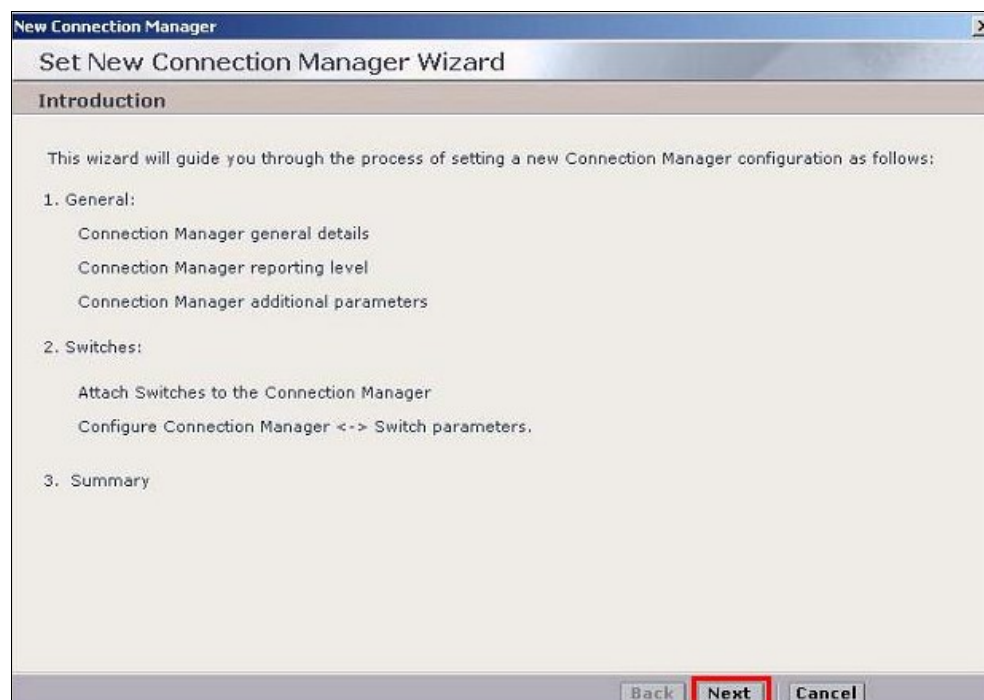 New Connection Manager
Set New Connection Manager Wizard
Introduction
This wizard will guide you through the process of setting a new Connection Manager configuration as follows:
1. General:
Connection Manager general details
Connection Manager reporting level
Connection Manager additional parameters
2. Switches:
Attach Switches to the Connection Manager
Configure Connection Manager <-> Switch parameters.
3. Summary
Back Next Cancel